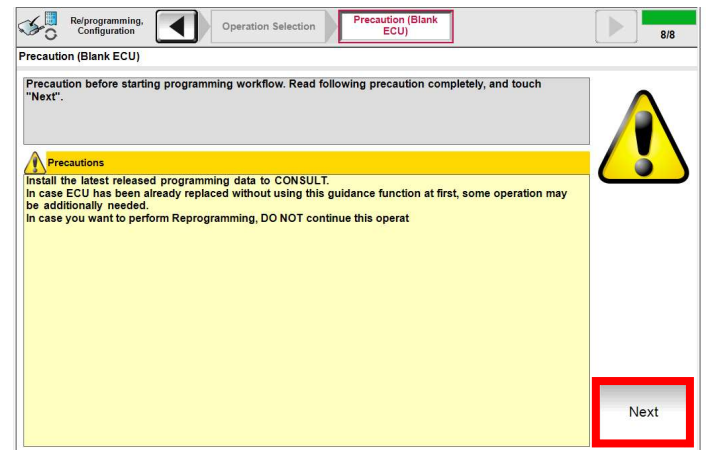 Re/programming,
Configuration
Operation Selection
Precaution (Blank
ECU)
8/8
Precaution (Blank ECU)
Precaution before starting programming workflow. Read following precaution completely, and touch
"Next".
Precautions
Install the latest released programming data to CONSULT.
In case ECU has been already replaced without using this guidance function at first, some operation may
be additionally needed.
In case you want to perform Reprogramming, DO NOT continue this operat
Next